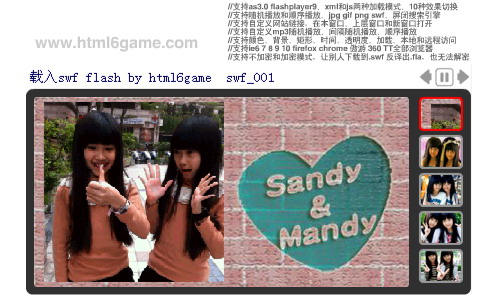 //支持as3.0 flashplayer9、xml和js两种加载模式、10种效果切换
//支持随机播放和顺序播放、jpg gif png swf、屏闭搜索引擎
//支持自定义网站链接、在本窗口、上层窗口和新窗口打开
//支持自定义mp3随机播放、间隔随机播放、顺序播放
//支持颜色、背景、矩形、时间、透明度、加载、本地和远程访问
//支持ie6 7 8 9 10 firefox chrome 傲游 360 TT全部浏览器
//支持不加密和加密模式、让别人下载到.swf 反译出.fla、也无法解密
www.html6game.com
载入swf flash by html6game swf_001
Sandy
&
Mandy